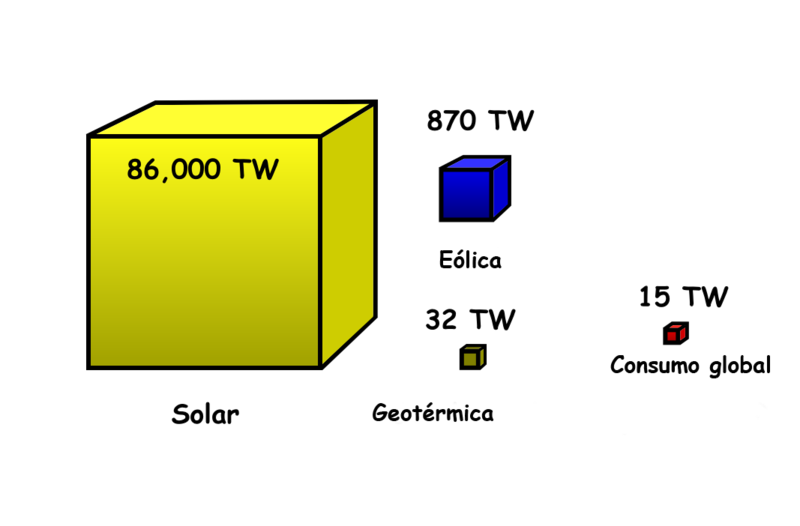 86,000 TW
Solar
870 TW
Eólica
32 TW
Geotérmica
15 TW
Consumo global